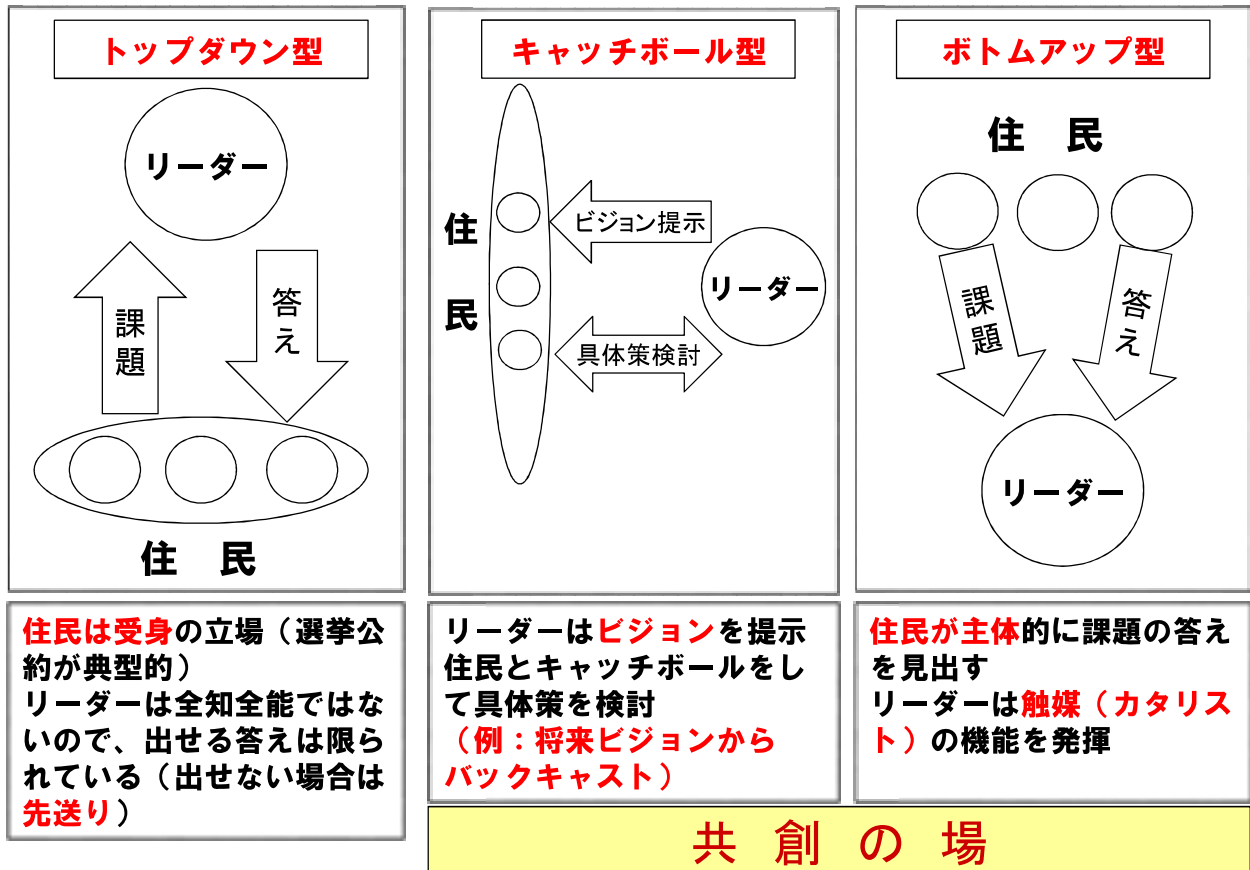 トップダウン型
リーダー
課題
答え
住 民
住民は受身の立場（選挙公
約が典型的）
リーダーは全知全能ではな
いので、出せる答えは限ら
れている（出せない場合は
先送り）
キャッチボール型
住民
ビジョン提示
リーダー
具体策検討
リーダーはビジョンを提示
住民とキャッチボールをし
て具体策を検討
（例：将来ビジョンから
バックキャスト）
ボトムアップ型
住 民
課題
答え
リーダー
住民が主体的に課題の答え
を見出す
リーダーは触媒（カタリス
ト）の機能を発揮
共 創 の 場